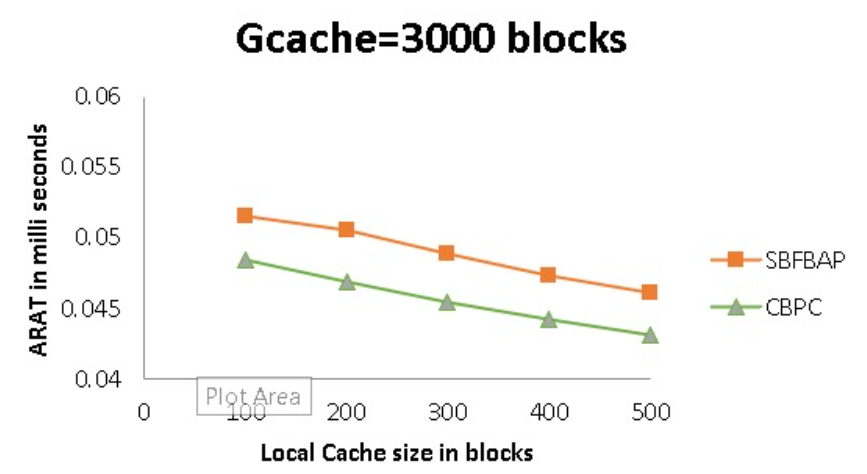 Gcache=3000 blocks
ARAT in milli seconds
0.06
0.055
0.05
0.045
0.04
SBFBAP
CBPC
Plot Area
0 100 200 300 400 500
Local Cache size in blocks